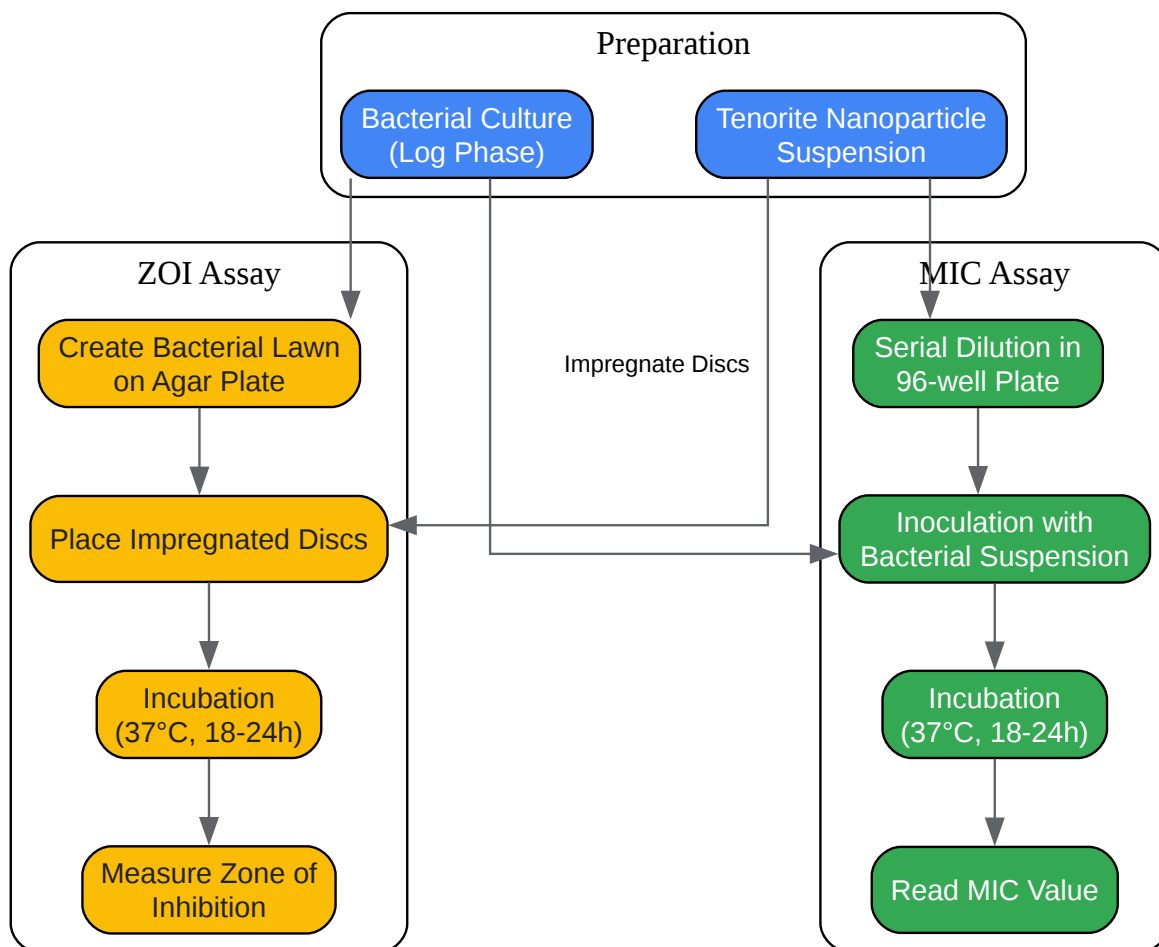 Preparation
Bacterial Culture
(Log Phase)
Tenorite Nanoparticle
Suspension
ZOI Assay
Create Bacterial Lawn
on Agar Plate
Place Impregnated Discs
Incubation
(37°C, 18-24h)
Measure Zone of
Inhibition
Impregnate Discs
MIC Assay
Serial Dilution in
96-well Plate
Inoculation with
Bacterial Suspension
Incubation
(37°C, 18-24h)
Read MIC Value